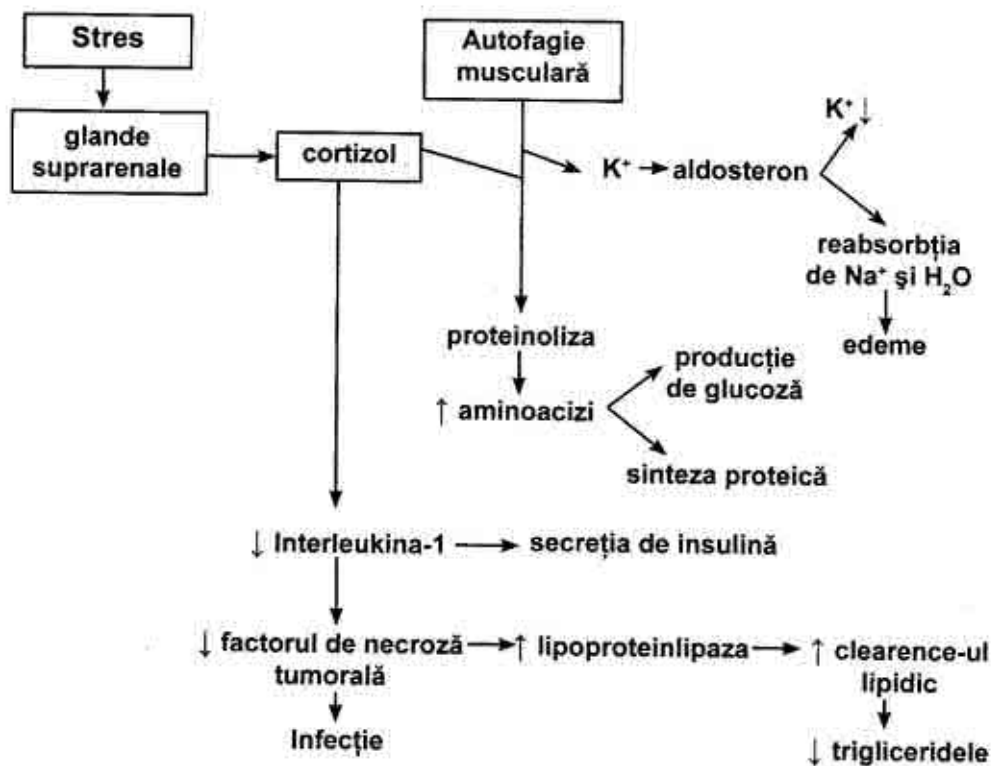 Stres
Autofagie
musculară
K⁺ ↓
glande
suprarenale
cortizol
K⁺ → aldosteron
reabsorbția
de Na⁺ și H₂O
edeme
proteinoliza
producție
de glucoză
↑ aminoacizi
sinteza proteică
↓ Interleukina-1 → secreția de insulină
↓ factorul de necroză → ↑ lipoproteinlipaza → ↑ clearence-ul
tumorală
lipidic
Infecție
↓ trigliceridele